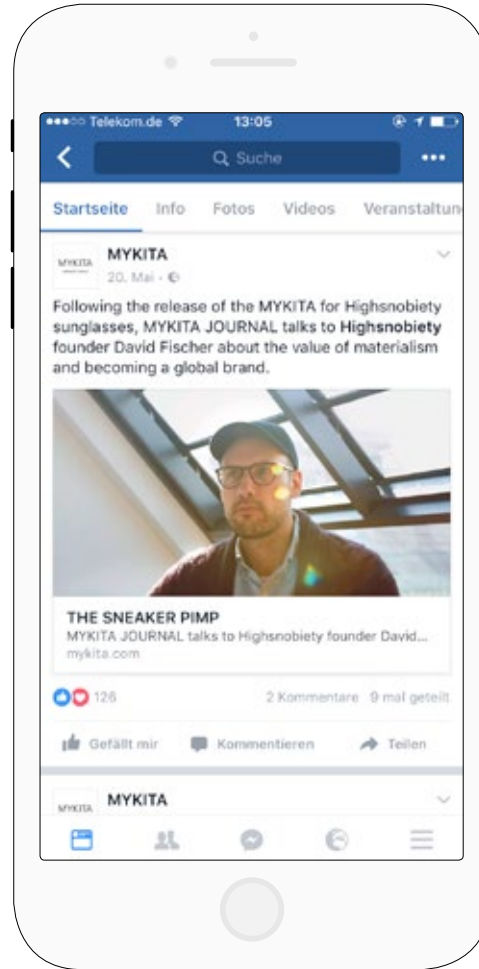 Telekom.de 13:05
Suche
Startseite Info Fotos Videos Veranstaltun
MYKITA
MYKITA
20. Mai ·
Following the release of the MYKITA for Highsnobiety
sunglasses, MYKITA JOURNAL talks to Highsnobiety
founder David Fischer about the value of materialism
and becoming a global brand.
THE SNEAKER PIMP
MYKITA JOURNAL talks to Highsnobiety founder David...
mykita.com
126 2 Kommentare 9 mal geteilt
Gefällt mir Kommentieren Teilen
MYKITA
MYKITA